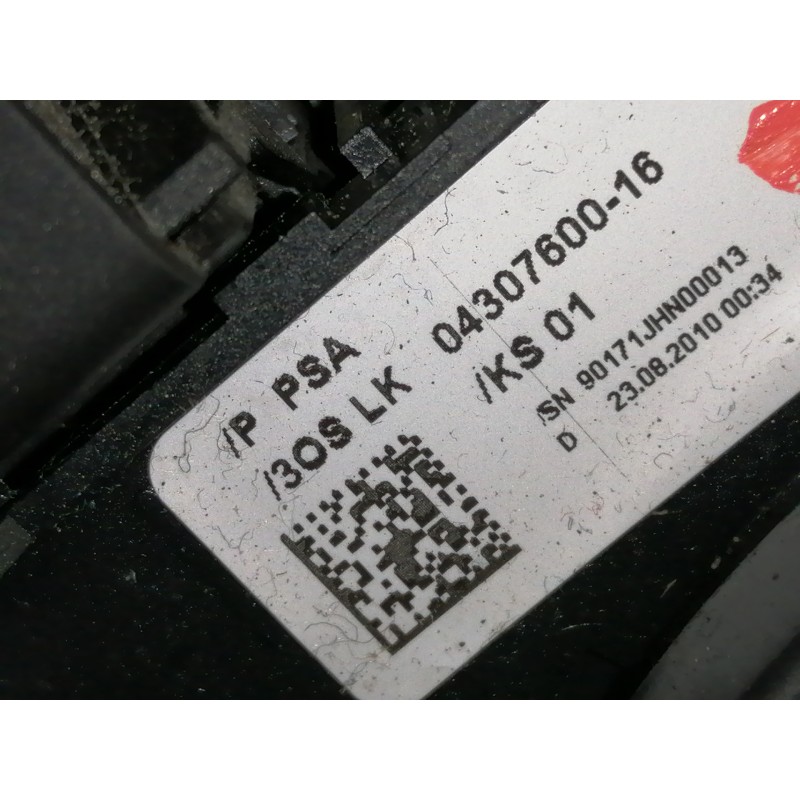 /P PSA 04307600-16
/3OS LK /KS 01
/SN 90171JHN00013
D 23.08.2010 00:34